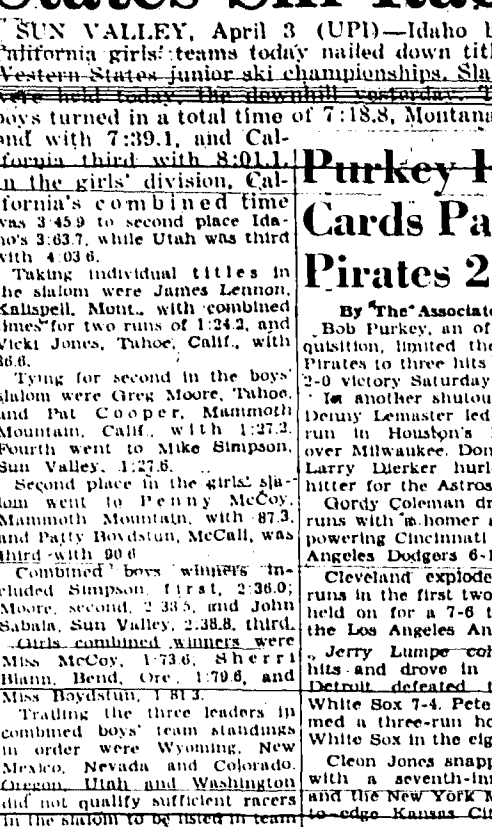 SUN VALLEY, April 3 (UPI)—Idaho b
California girls' teams today nailed down titl
Western States junior ski championships. Sla
were held today, the downhill yesterday. T
boys turned in a total time of 7:18.8, Montana
and with 7:39.1, and Cal-
fornia third with 8:01.1.
in the girls' division, Cal-
fornia's combined time
was 3:45.9 to second place Ida-
ho's 3:63.7, while Utah was third
with 4:03.6.
Taking individual titles in
he slalom were James Lennon,
Kalispell, Mont., with combined
times for two runs of 1:24.2, and
Vicki Jones, Tahoe, Calif., with
86.6.
Tying for second in the boys'
slalom were Greg Moore, Tahoe,
and Pat Cooper, Mammoth
Mountain, Calif., with 1:27.2.
Fourth went to Mike Simpson,
Sun Valley, 1:27.6.
Second place in the girls' sla-
lom went to Penny McCoy,
Mammoth Mountain, with 87.3,
and Patty Boydstun, McCall, was
third with 90.6
Combined boys winners in-
cluded Simpson, first, 2:36.0;
Moore, second, 2:38.5, and John
Sabala, Sun Valley, 2:38.8, third.
Girls combined winners were
Miss McCoy, 1:73.6; Sherri
Blann, Bend, Ore., 1:79.6, and
Miss Boydstun, 1:81.3.
Trailing the three leaders in
combined boys' team standings
in order were Wyoming, New
Mexico, Nevada and Colorado.
Oregon, Utah and Washington
did not qualify sufficient racers
in the slalom to be listed in team
Purkey
Cards Pa
Pirates 2
By The Associate
Bob Purkey, an of
quisition, limited the
Pirates to three hits
2-0 victory Saturday
In another shutou
Denny Lemaster led
run in Houston's
over Milwaukee. Don
Larry Dierker hurl
hitter for the Astros
Gordy Coleman dr
runs with a homer a
powering Cincinnati
Angeles Dodgers 6-1
Cleveland explode
runs in the first two
held on for a 7-6 t
the Los Angeles An
Jerry Lumpe col
hits and drove in
Detroit defeated t
White Sox 7-4. Pete
med a three-run ho
White Sox in the eig
Cleon Jones snapp
with a seventh-in
and the New York M
to-edge Kansas Cit